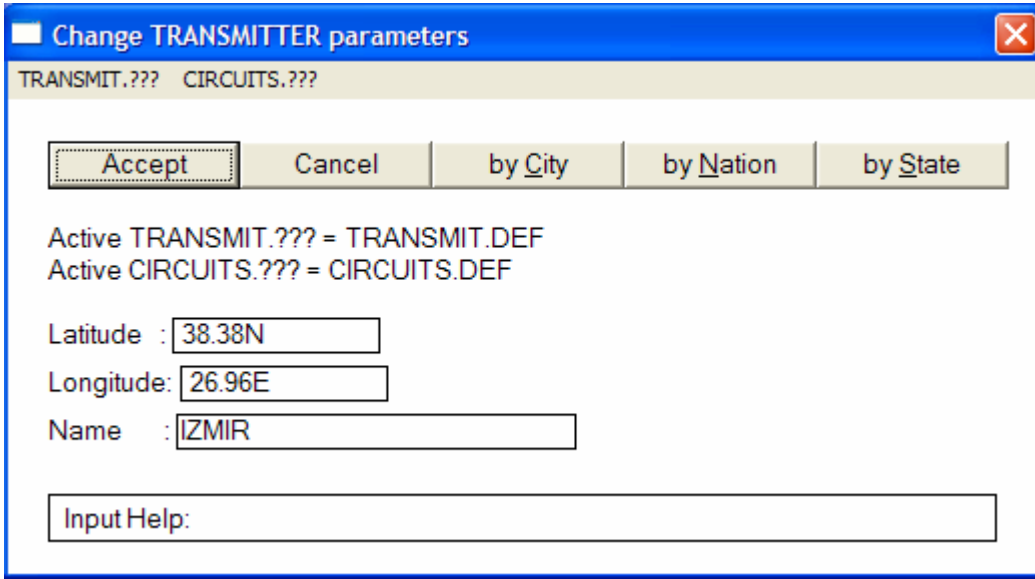 Change TRANSMITTER parameters
TRANSMIT.??? CIRCUITS.???
Accept Cancel by City by Nation by State
Active TRANSMIT.??? = TRANSMIT.DEF
Active CIRCUITS.??? = CIRCUITS.DEF
Latitude : 38.38N
Longitude: 26.96E
Name : IZMIR
Input Help: